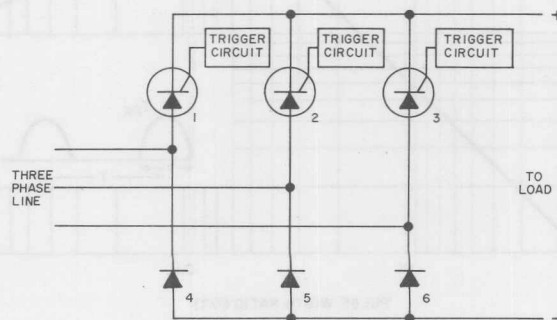 +
TRIGGER
CIRCUIT
TRIGGER
CIRCUIT
TRIGGER
CIRCUIT
1
2
3
THREE
PHASE
LINE
TO
LOAD
4
5
6
-